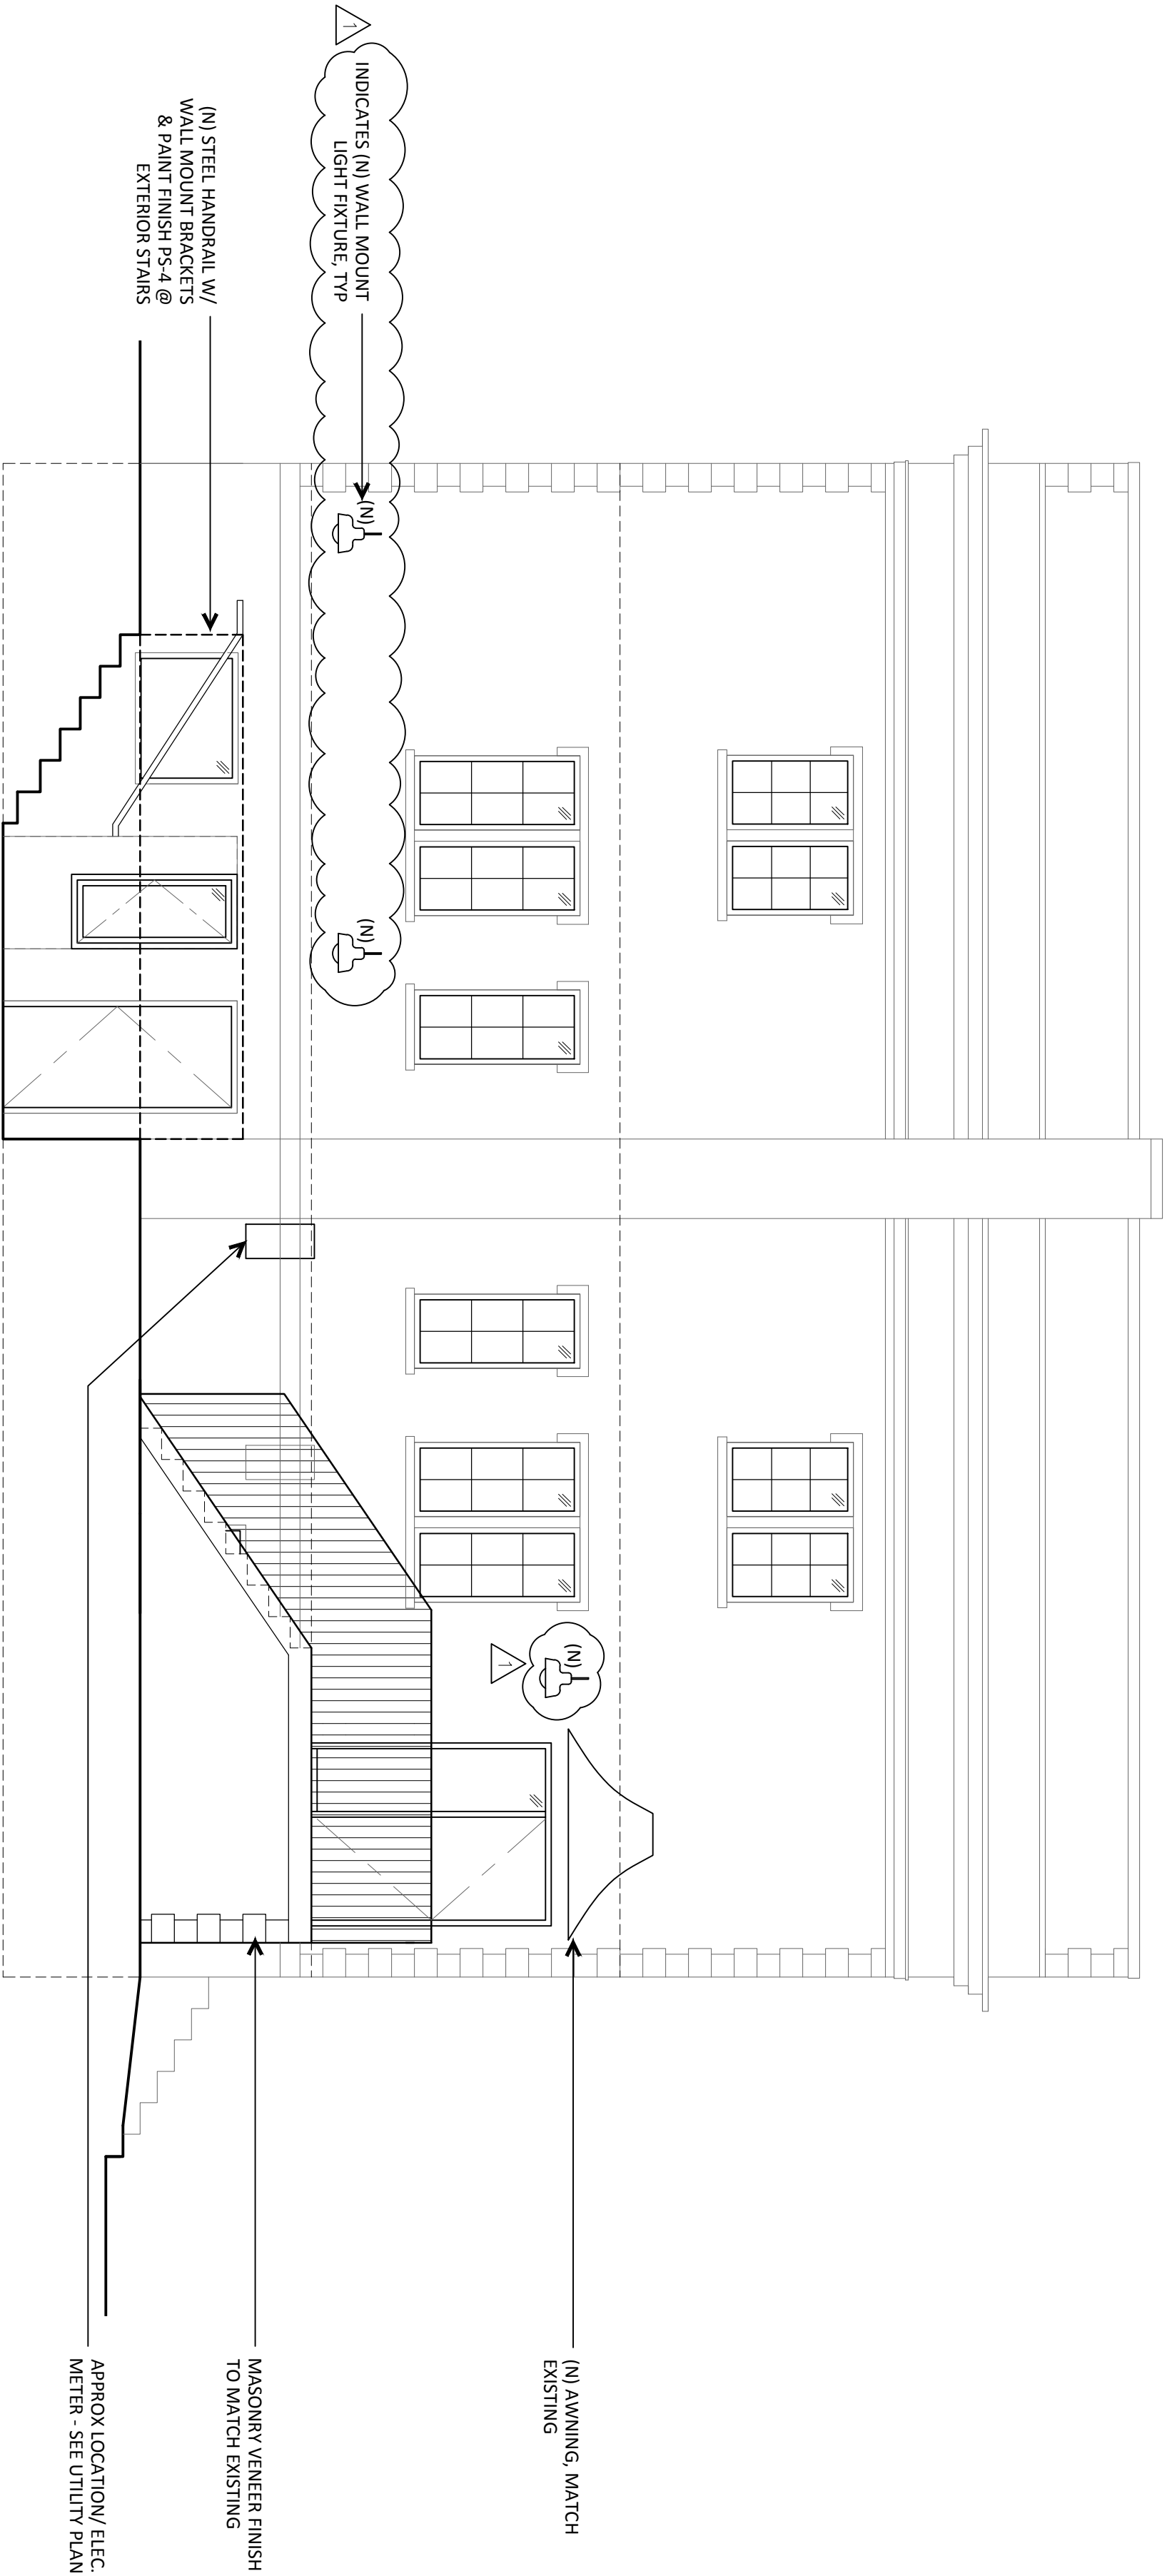 1
INDICATES (N) WALL MOUNT
LIGHT FIXTURE, TYP
(N)
(N)
(N) STEEL HANDRAIL W/
WALL MOUNT BRACKETS
& PAINT FINISH PS-4 @
EXTERIOR STAIRS
(N)
1
(N) AWNING, MATCH
EXISTING
MASONRY VENEER FINISH
TO MATCH EXISTING
APPROX LOCATION/ ELEC.
METER - SEE UTILITY PLAN